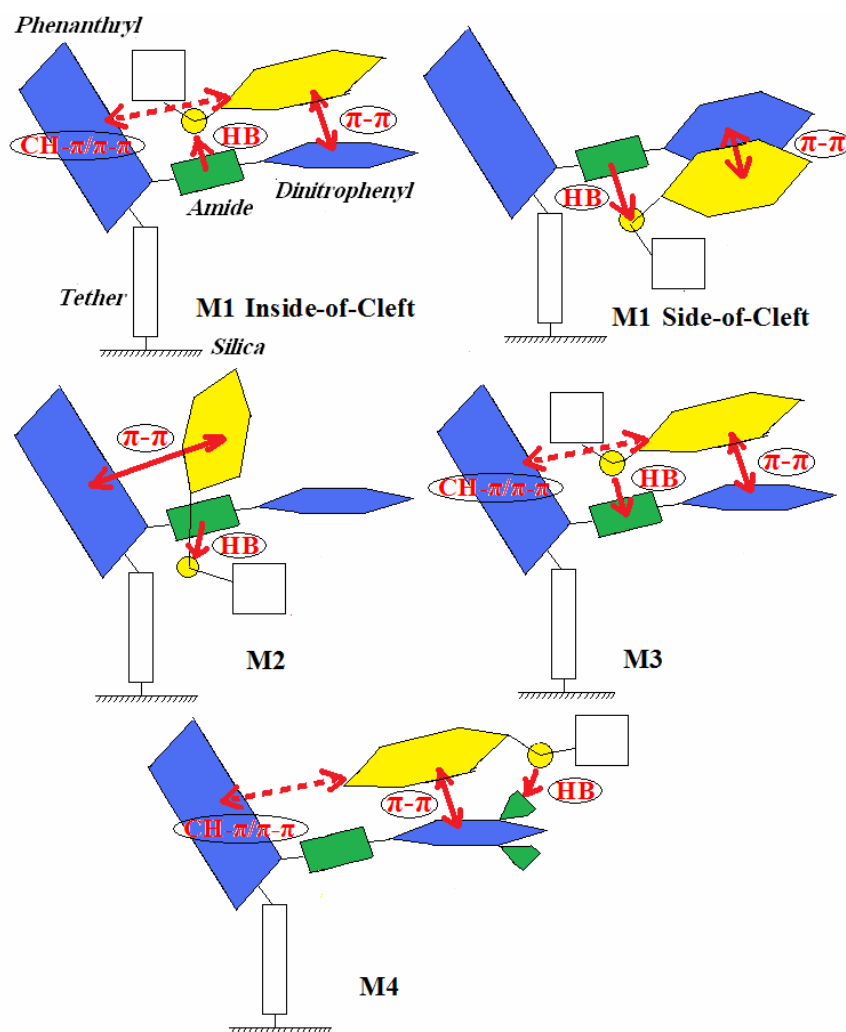 Phenanthryl
CH-π/π-π
HB
π-π
Amide
Dinitrophenyl
Tether
M1 Inside-of-Cleft
Silica
π-π
HB
M1 Side-of-Cleft
π-π
HB
M2
CH-π/π-π
HB
π-π
M3
CH-π/π-π
π-π
HB
M4